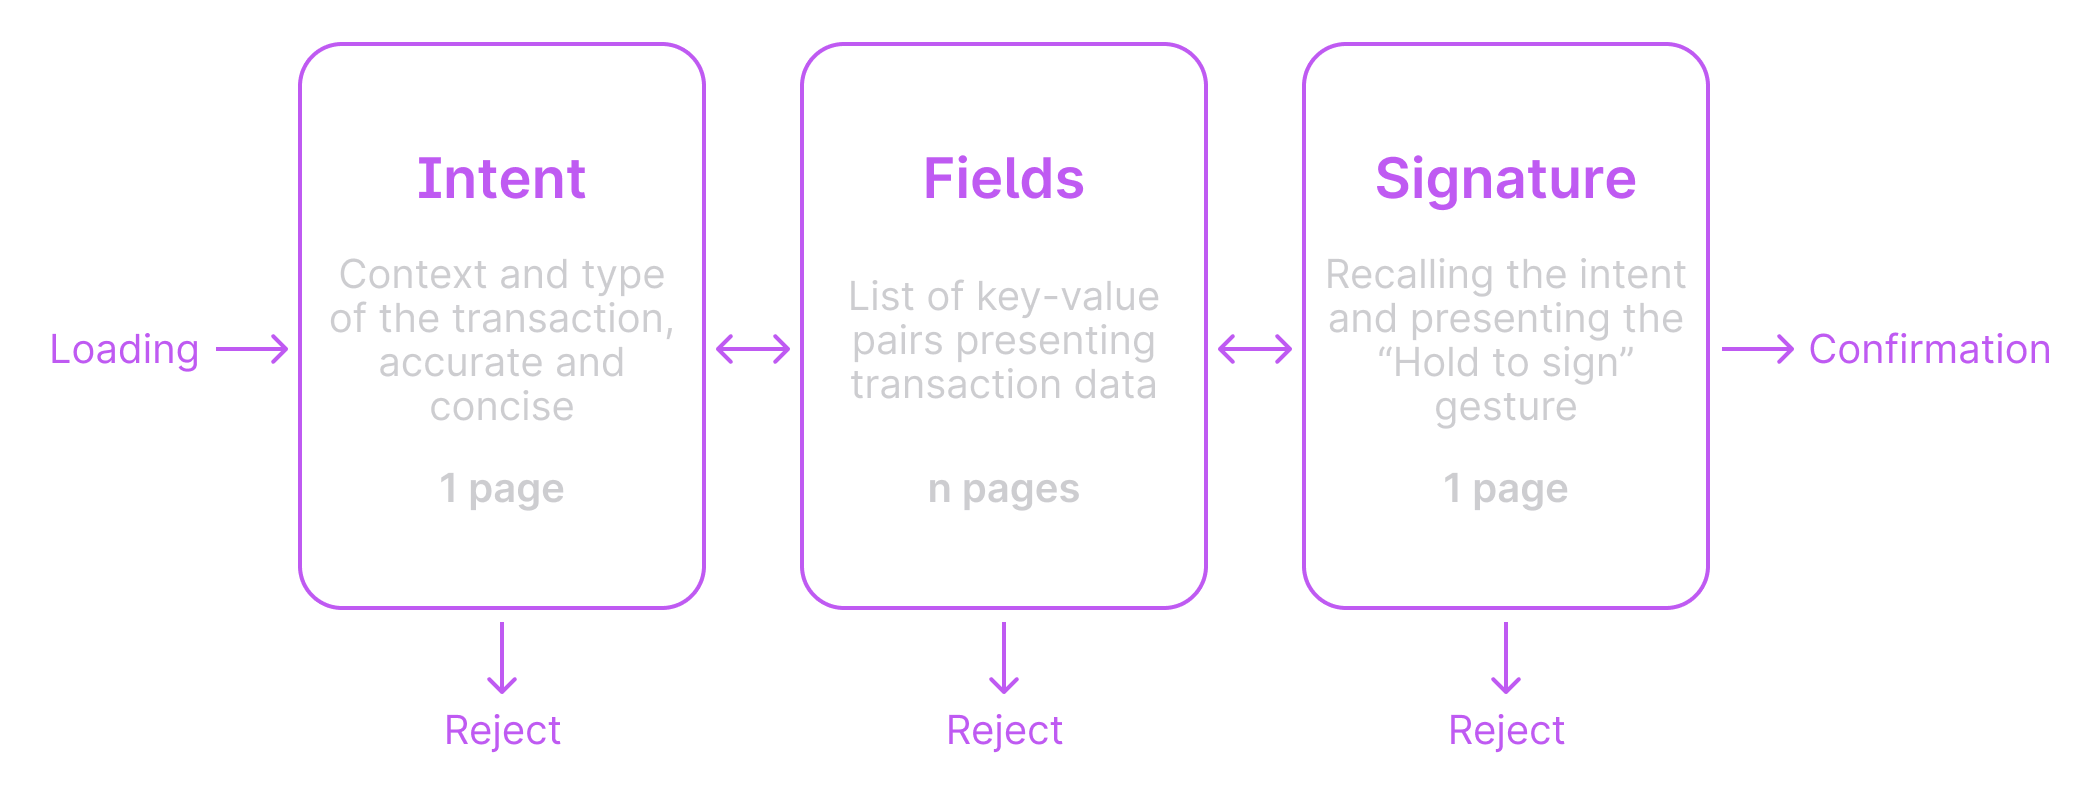 Loading
Intent
Context and type
of the transaction,
accurate and
concise
1 page
Reject
Fields
List of key-value
pairs presenting
transaction data
n pages
Reject
Signature
Recalling the intent
and presenting the
“Hold to sign”
gesture
1 page
Reject
Confirmation